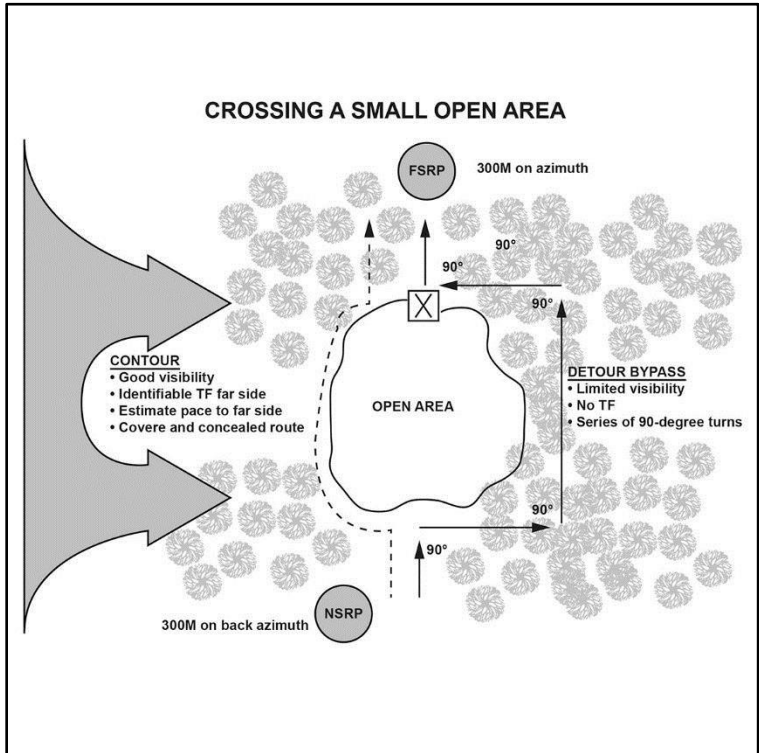 CROSSING A SMALL OPEN AREA
FSRP
300M on azimuth
90°
90°
90°
CONTOUR
• Good visibility
• Identifiable TF far side
• Estimate pace to far side
• Covere and concealed route
OPEN AREA
DETOUR BYPASS
• Limited visibility
• No TF
• Series of 90-degree turns
90°
90°
NSRP
300M on back azimuth
X